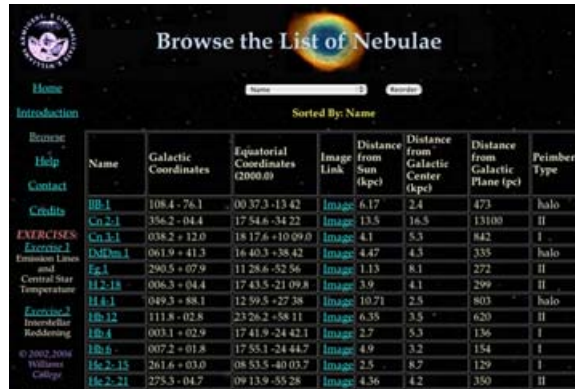 Browse the List of Nebulae
Home
Introduction
Browse
Help
Contact
Credits
EXERCISES:
Exercise 1
Emission Lines
and
Central Star
Temperature
Exercise 2
Interstellar
Reddening
© 2002, 2006
Williams
College
Name Reorder
Sorted By: Name
Name Galactic Coordinates Equatorial Coordinates (2000.0) Image Link Distance from Sun (kpc) Distance from Galactic Center (kpc) Distance from Galactic Plane (pc) Peimbert Type
BB-1 108.4 - 76.1 00 37.3 -13 42 Image 6.17 2.4 473 halo
Cn 2-1 356.2 - 04.4 17 54.6 -34 22 Image 13.5 16.5 13100 II
Cn 3-1 038.2 + 12.0 18 17.6 +10 09.0 Image 4.1 5.3 842 I
DdDm 1 061.9 + 41.3 16 40.3 +38 42 Image 4.47 4.3 335 halo
Fg 1 290.5 + 07.9 11 28.6 -52 56 Image 1.13 8.1 272 II
H 2-18 006.3 + 04.4 17 43.5 -21 09.8 Image 3.9 4.1 299 II
H 4-1 049.3 + 88.1 12 59.5 +27 38 Image 10.71 2.5 803 halo
Hb 12 111.8 - 02.8 23 26.2 +58 11 Image 6.35 3.5 620 II
Hb 4 003.1 + 02.9 17 41.9 -24 42.1 Image 2.7 5.3 136 I
Hb 6 007.2 + 01.8 17 55.1 -24 44.7 Image 4.9 3.2 154 I
He 2- 15 261.6 + 03.0 08 53.5 -40 03.7 Image 2.5 8.7 129 I
He 2- 21 275.3 - 04.7 09 13.9 -55 28 Image 4.36 4.2 356 II